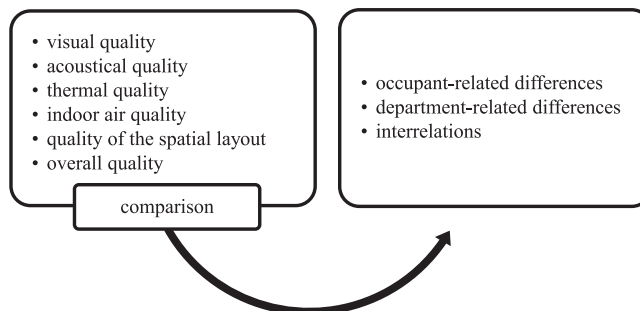 • visual quality
• acoustical quality
• thermal quality
• indoor air quality
• quality of the spatial layout
• overall quality
comparison
• occupant-related differences
• department-related differences
• interrelations